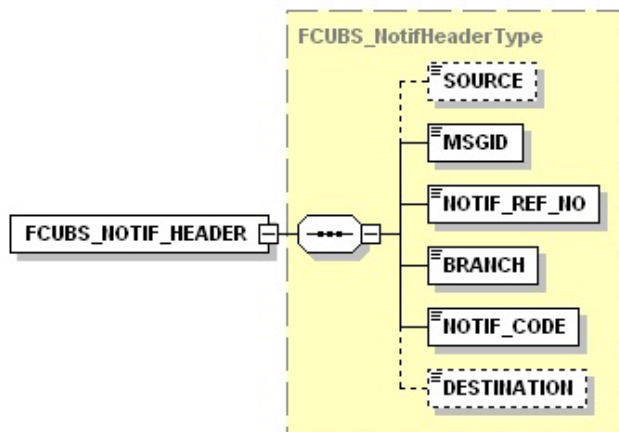 FCUBS_NotifHeaderType
SOURCE
MSGID
NOTIF_REF_NO
FCUBS_NOTIF_HEADER
BRANCH
NOTIF_CODE
DESTINATION